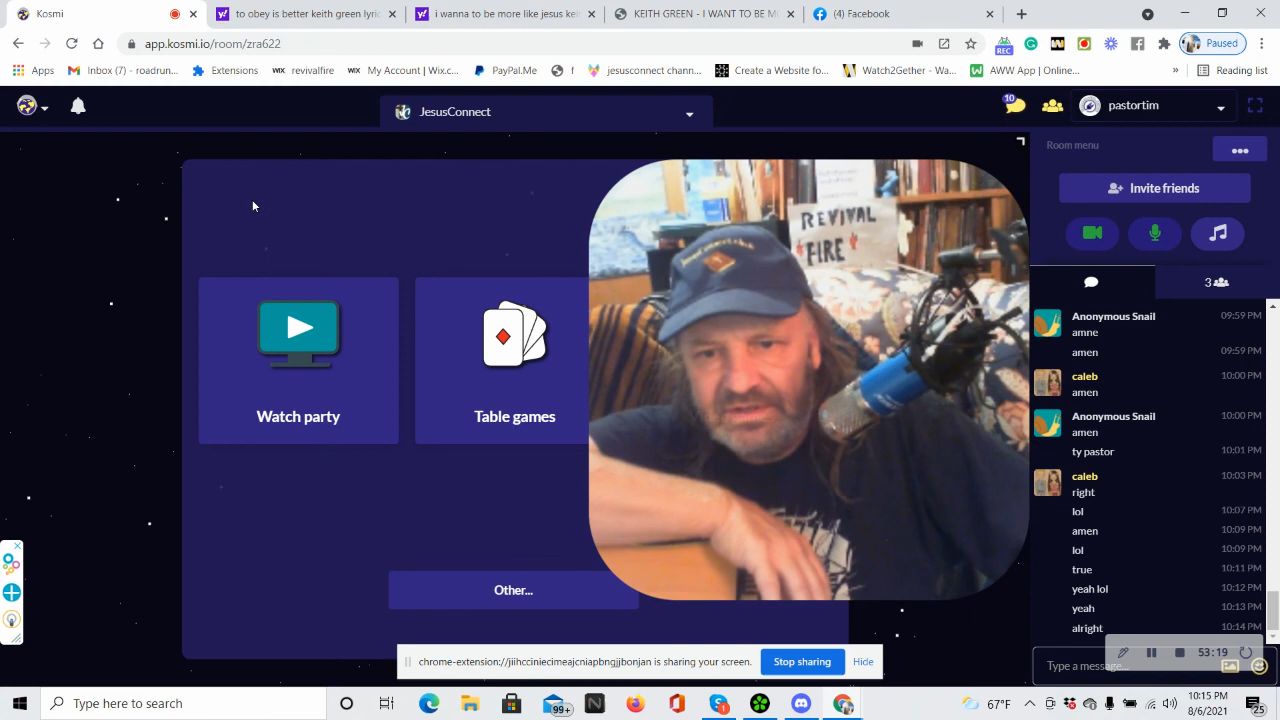 Kosmi
to obey is better keith green lyric
i wanna to be more like jesus keit
KEITH GREEN - I WANT TO BE MO
(4) Facebook
app.kosmi.io/room/zra622
REC
Paused
Apps
Inbox (7) - roadrun...
Extensions
WIX revivalfire
WIX My Account | Wix.c...
PayPal.Me
f
jesusconnect chann...
Create a Website fo...
Watch2Gether - Wa...
AWW App | Online...
»
Reading list
JesusConnect
10
pastortim
Room menu
Invite friends
3
REVIVAL
FIRE
Watch party
Table games
Other...
Anonymous Snail 09:59 PM
amne
amen 09:59 PM
caleb 10:00 PM
amen
Anonymous Snail 10:00 PM
amen
ty pastor 10:01 PM
caleb 10:03 PM
right
lol 10:07 PM
amen 10:09 PM
lol 10:09 PM
true 10:11 PM
yeah lol 10:12 PM
yeah 10:13 PM
alright 10:14 PM
53:19
Type a message...
chrome-extension://jiihcciniecimeajcniapbngjjbonjan is sharing your screen.
Stop sharing
Hide
Type here to search
99+
67°F
10:15 PM
8/6/2021
25